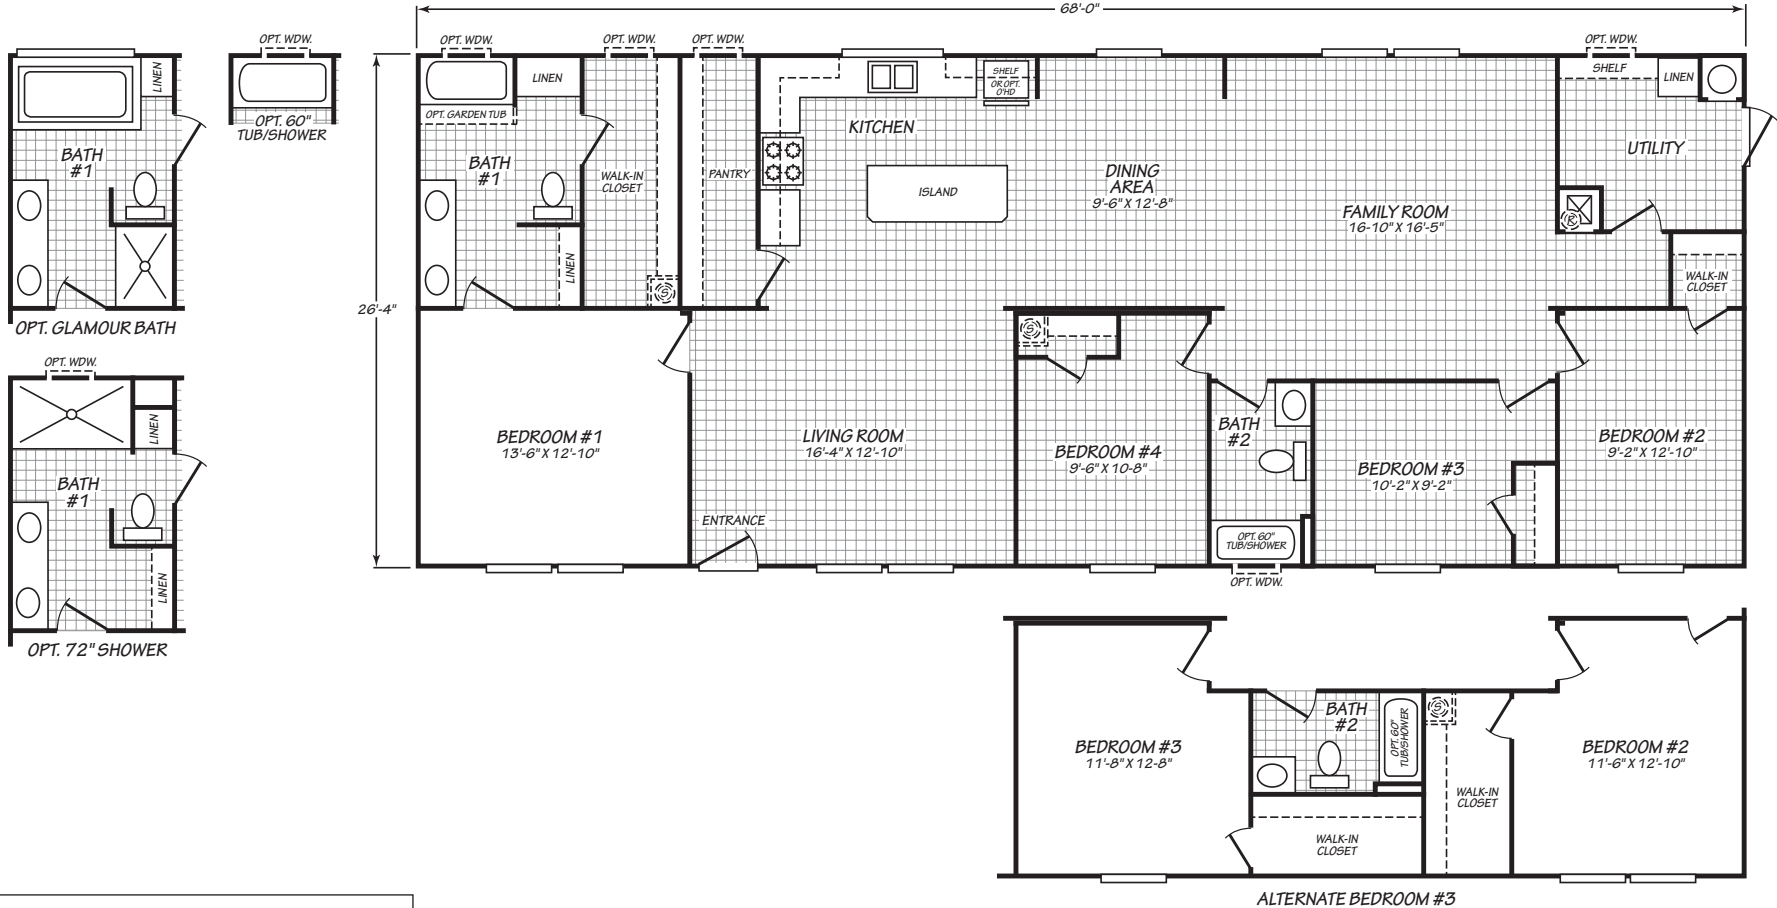 68'-0"
OPT. WDW.
OPT. WDW.
OPT. WDW.
OPT. WDW.
OPT. WDW.
LINEN
BATH
#1
OPT. GLAMOUR BATH
OPT. 60"
TUB/SHOWER
OPT. WDW.
LINEN
BATH
#1
LINEN
OPT. 72" SHOWER
26'-4"
LINEN
OPT. GARDEN TUB
BATH
#1
LINEN
WALK-IN
CLOSET
S
PANTRY
KITCHEN
SHELF
OR OPT.
O'HD
ISLAND
DINING
AREA
9'-6" X 12'-8"
FAMILY ROOM
16-10" X 16'-5"
SHELF
LINEN
UTILITY
R
WALK-IN
CLOSET
BEDROOM #1
13'-6" X 12'-10"
LIVING ROOM
16'-4" X 12'-10"
ENTRANCE
S
BEDROOM #4
9'-6" X 10-8"
BATH
#2
OPT. 60"
TUB/SHOWER
OPT. WDW.
BEDROOM #3
10'-2" X 9'-2"
BEDROOM #2
9'-2" X 12'-10"
BEDROOM #3
11'-8" X 12-8"
BATH
#2
OPT. 60"
TUB/SHOWER
S
WALK-IN
CLOSET
WALK-IN
CLOSET
BEDROOM #2
11'-6" X 12'-10"
ALTERNATE BEDROOM #3